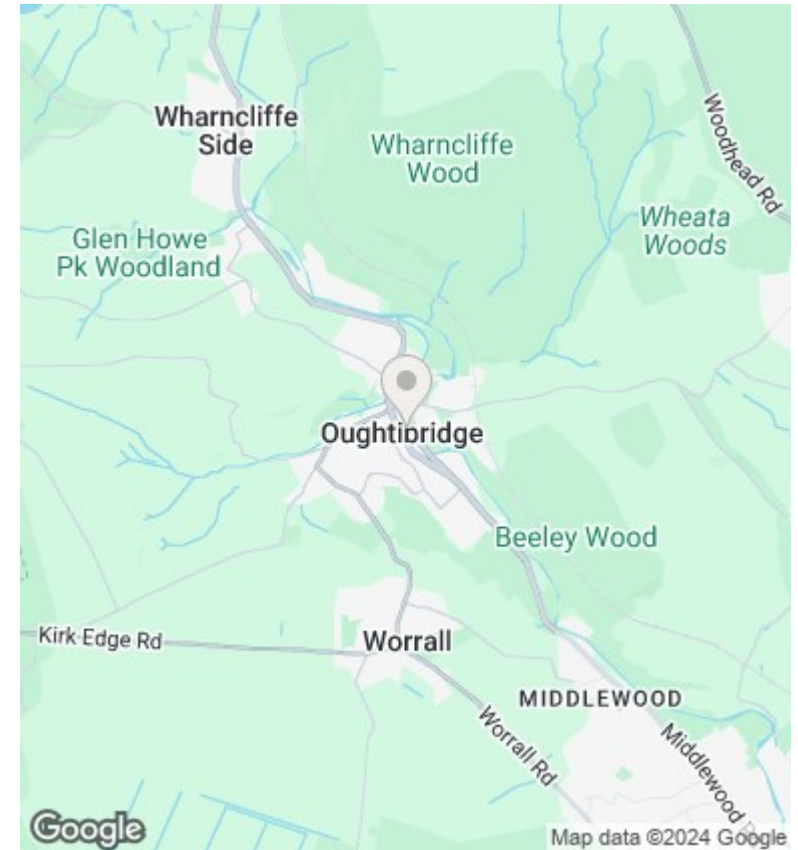 Wharncliffe
Side
Wharncliffe
Wood
Woodhead Rd
Wheata
Woods
Glen Howe
Pk Woodland
Oughtibridge
Beeley Wood
Kirk Edge Rd
Worrall
MIDDLEWOOD
Worrall Rd
Middlewood
Google
Map data ©2024 Google